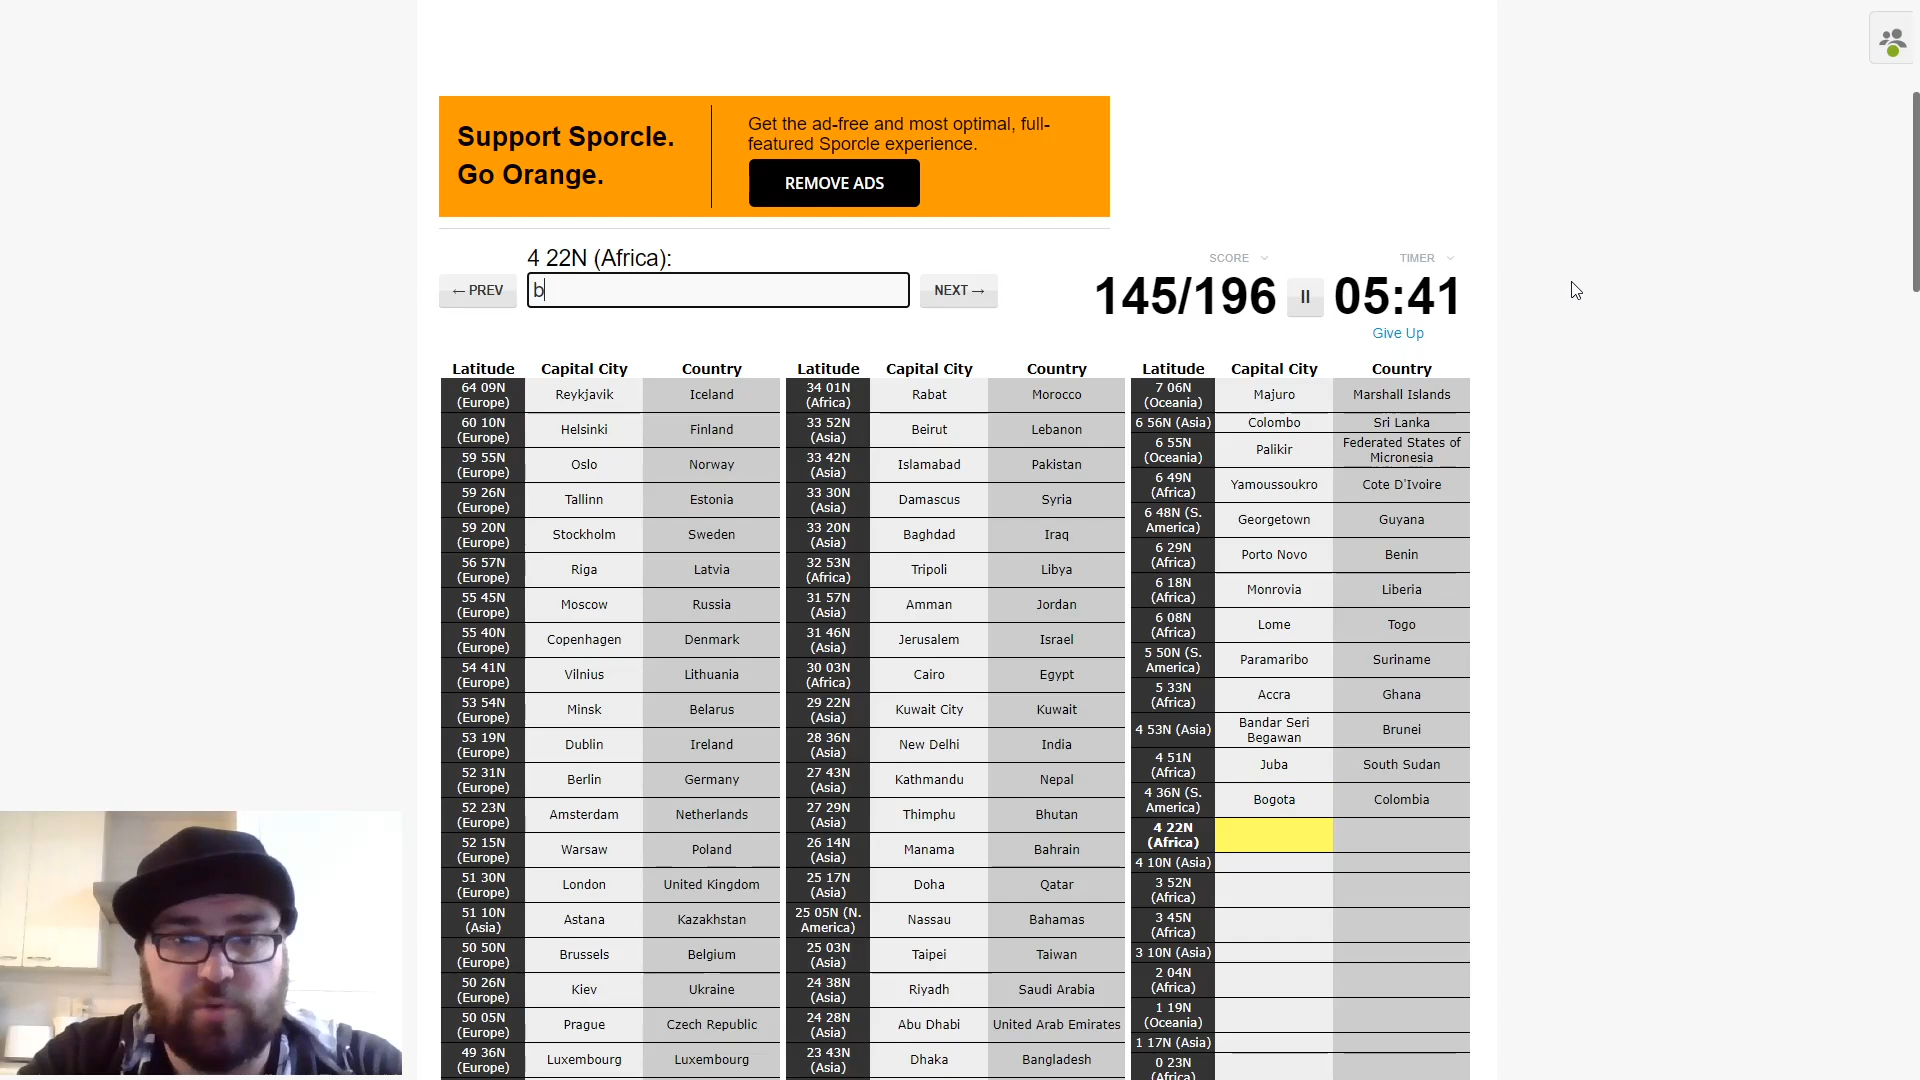 Support Sporcle.
Go Orange.
Get the ad-free and most optimal, full-
featured Sporcle experience.
REMOVE ADS
4 22N (Africa):
← PREV
b
NEXT →
SCORE
145/196
TIMER
05:41
Give Up
Latitude Capital City Country
64 09N (Europe) Reykjavik Iceland
60 10N (Europe) Helsinki Finland
59 55N (Europe) Oslo Norway
59 26N (Europe) Tallinn Estonia
59 20N (Europe) Stockholm Sweden
56 57N (Europe) Riga Latvia
55 45N (Europe) Moscow Russia
55 40N (Europe) Copenhagen Denmark
54 41N (Europe) Vilnius Lithuania
53 54N (Europe) Minsk Belarus
53 19N (Europe) Dublin Ireland
52 31N (Europe) Berlin Germany
52 23N (Europe) Amsterdam Netherlands
52 15N (Europe) Warsaw Poland
51 30N (Europe) London United Kingdom
51 10N (Asia) Astana Kazakhstan
50 50N (Europe) Brussels Belgium
50 26N (Europe) Kiev Ukraine
50 05N (Europe) Prague Czech Republic
49 36N (Europe) Luxembourg Luxembourg
Latitude Capital City Country
34 01N (Africa) Rabat Morocco
33 52N (Asia) Beirut Lebanon
33 42N (Asia) Islamabad Pakistan
33 30N (Asia) Damascus Syria
33 20N (Asia) Baghdad Iraq
32 53N (Africa) Tripoli Libya
31 57N (Asia) Amman Jordan
31 46N (Asia) Jerusalem Israel
30 03N (Africa) Cairo Egypt
29 22N (Asia) Kuwait City Kuwait
28 36N (Asia) New Delhi India
27 43N (Asia) Kathmandu Nepal
27 29N (Asia) Thimphu Bhutan
26 14N (Asia) Manama Bahrain
25 17N (Asia) Doha Qatar
25 05N (N. America) Nassau Bahamas
25 03N (Asia) Taipei Taiwan
24 38N (Asia) Riyadh Saudi Arabia
24 28N (Asia) Abu Dhabi United Arab Emirates
23 43N (Asia) Dhaka Bangladesh
Latitude Capital City Country
7 06N (Oceania) Majuro Marshall Islands
6 56N (Asia) Colombo Sri Lanka
6 55N (Oceania) Palikir Federated States of Micronesia
6 49N (Africa) Yamoussoukro Cote D'Ivoire
6 48N (S. America) Georgetown Guyana
6 29N (Africa) Porto Novo Benin
6 18N (Africa) Monrovia Liberia
6 08N (Africa) Lome Togo
5 50N (S. America) Paramaribo Suriname
5 33N (Africa) Accra Ghana
4 53N (Asia) Bandar Seri Begawan Brunei
4 51N (Africa) Juba South Sudan
4 36N (S. America) Bogota Colombia
4 22N (Africa)
4 10N (Asia)
3 52N (Africa)
3 45N (Africa)
3 10N (Asia)
2 04N (Africa)
1 19N (Oceania)
1 17N (Asia)
0 23N (Africa)